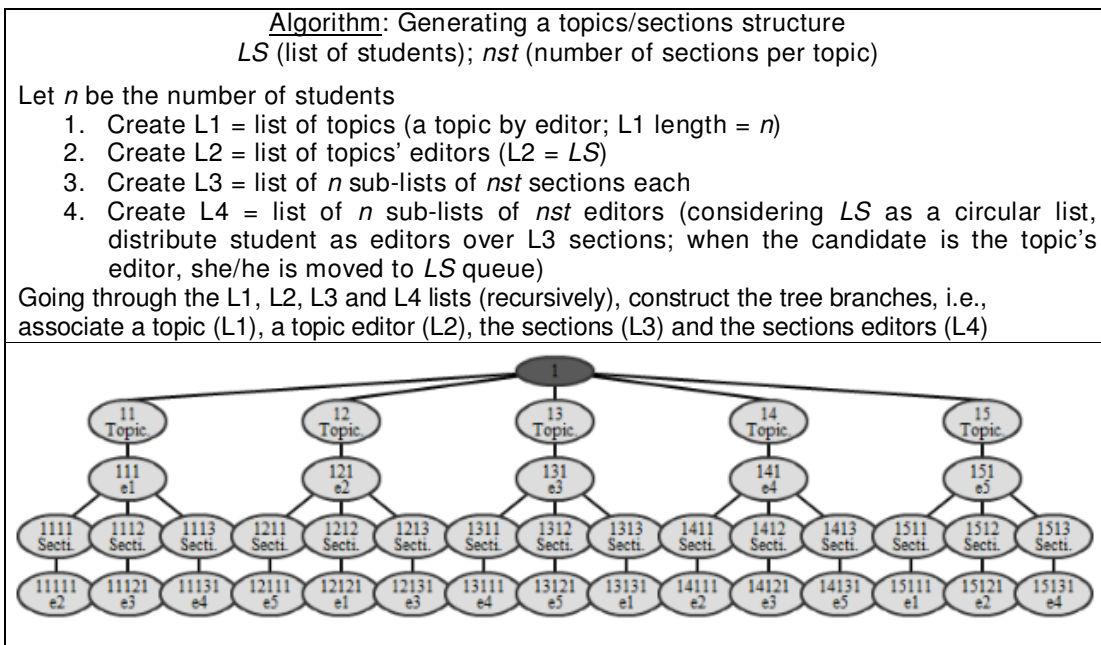 Algorithm: Generating a topics/sections structure
LS (list of students); nst (number of sections per topic)
Let n be the number of students
1. Create L1 = list of topics (a topic by editor; L1 length = n)
2. Create L2 = list of topics' editors (L2 = LS)
3. Create L3 = list of n sub-lists of nst sections each
4. Create L4 = list of n sub-lists of nst editors (considering LS as a circular list,
distribute student as editors over L3 sections; when the candidate is the topic's
editor, she/he is moved to LS queue)
Going through the L1, L2, L3 and L4 lists (recursively), construct the tree branches, i.e.,
associate a topic (L1), a topic editor (L2), the sections (L3) and the sections editors (L4)
1
11 12 13 14 15
Topic. Topic. Topic. Topic. Topic.
111 121 131 141 151
e1 e2 e3 e4 e5
1111 1112 1113 1211 1212 1213 1311 1312 1313 1411 1412 1413 1511 1512 1513
Secti. Secti. Secti. Secti. Secti. Secti. Secti. Secti. Secti. Secti. Secti. Secti. Secti. Secti. Secti.
11111 11121 11131 12111 12121 12131 13111 13121 13131 14111 14121 14131 15111 15121 15131
e2 e3 e4 e5 e1 e3 e4 e5 e1 e2 e3 e5 e1 e2 e4